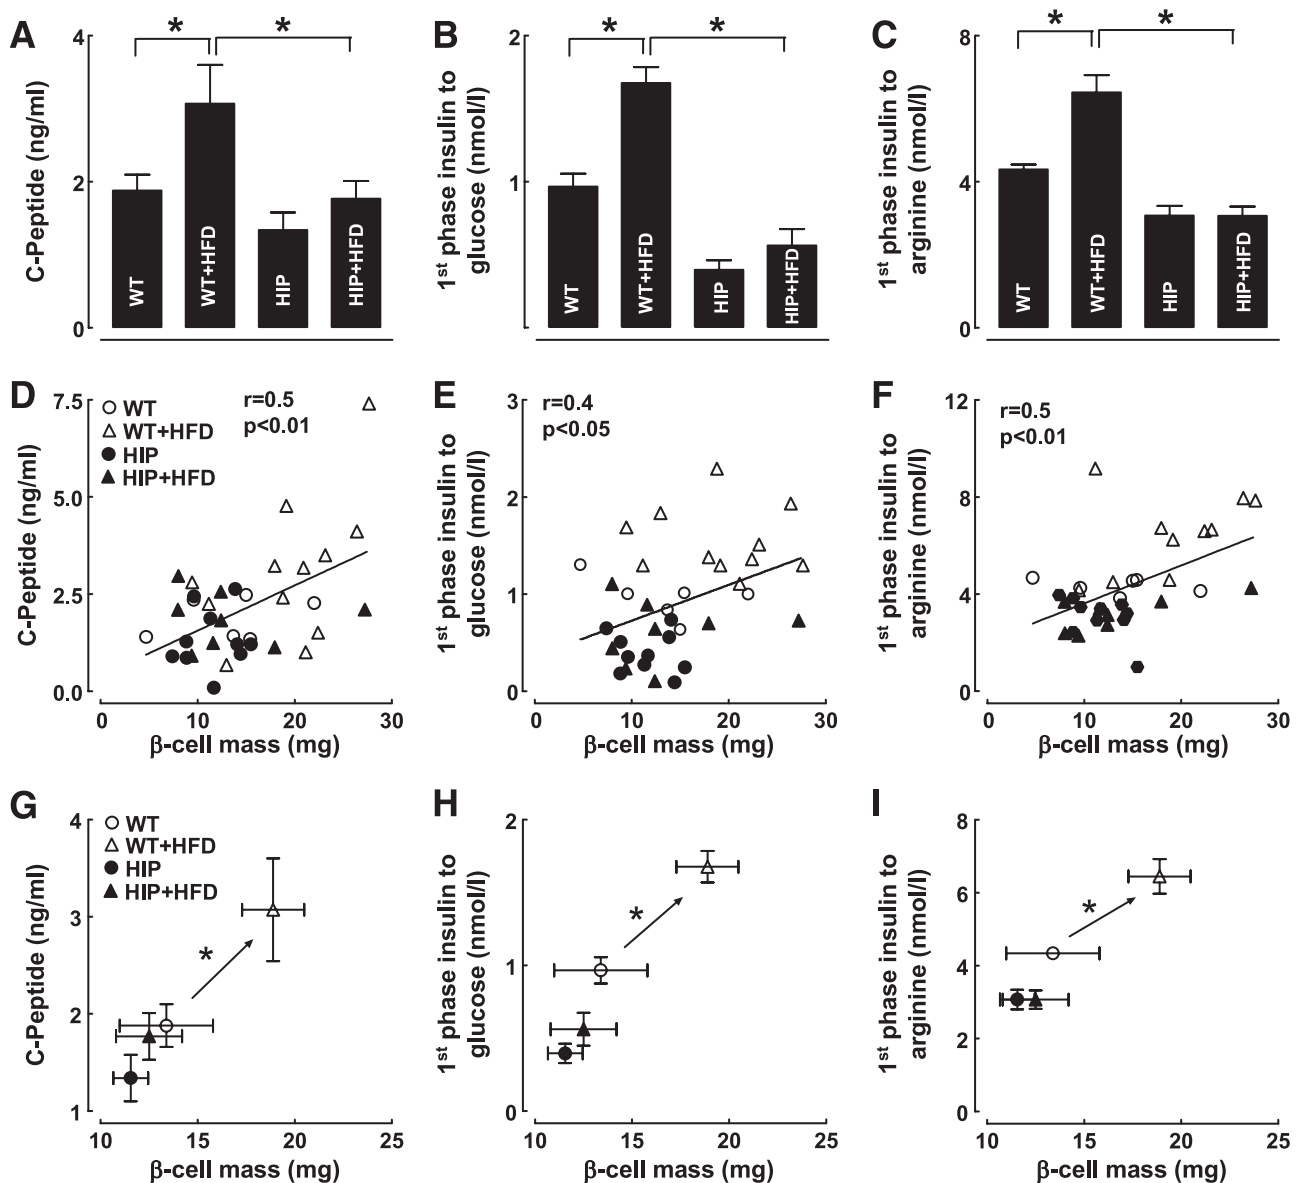 A
C-Peptide (ng/ml)
4
2
0
*
*
WT
WT+HFD
HIP
HIP+HFD
B
1st phase insulin to
glucose (nmol/l)
2
1
0
*
*
WT
WT+HFD
HIP
HIP+HFD
C
1st phase insulin to
arginine (nmol/l)
8
4
0
*
*
WT
WT+HFD
HIP
HIP+HFD
D
C-Peptide (ng/ml)
7.5
5.0
2.5
0.0
WT
WT+HFD
HIP
HIP+HFD
r=0.5
p<0.01
0 10 20 30
β-cell mass (mg)
E
1st phase insulin to
glucose (nmol/l)
3
2
1
0
r=0.4
p<0.05
0 10 20 30
β-cell mass (mg)
F
1st phase insulin to
arginine (nmol/l)
12
8
4
0
r=0.5
p<0.01
0 10 20 30
β-cell mass (mg)
G
C-Peptide (ng/ml)
4
3
2
1
WT
WT+HFD
HIP
HIP+HFD
*
10 15 20 25
β-cell mass (mg)
H
1st phase insulin to
glucose (nmol/l)
2
1
0
*
10 15 20 25
β-cell mass (mg)
I
1st phase insulin to
arginine (nmol/l)
8
6
4
2
0
*
10 15 20 25
β-cell mass (mg)